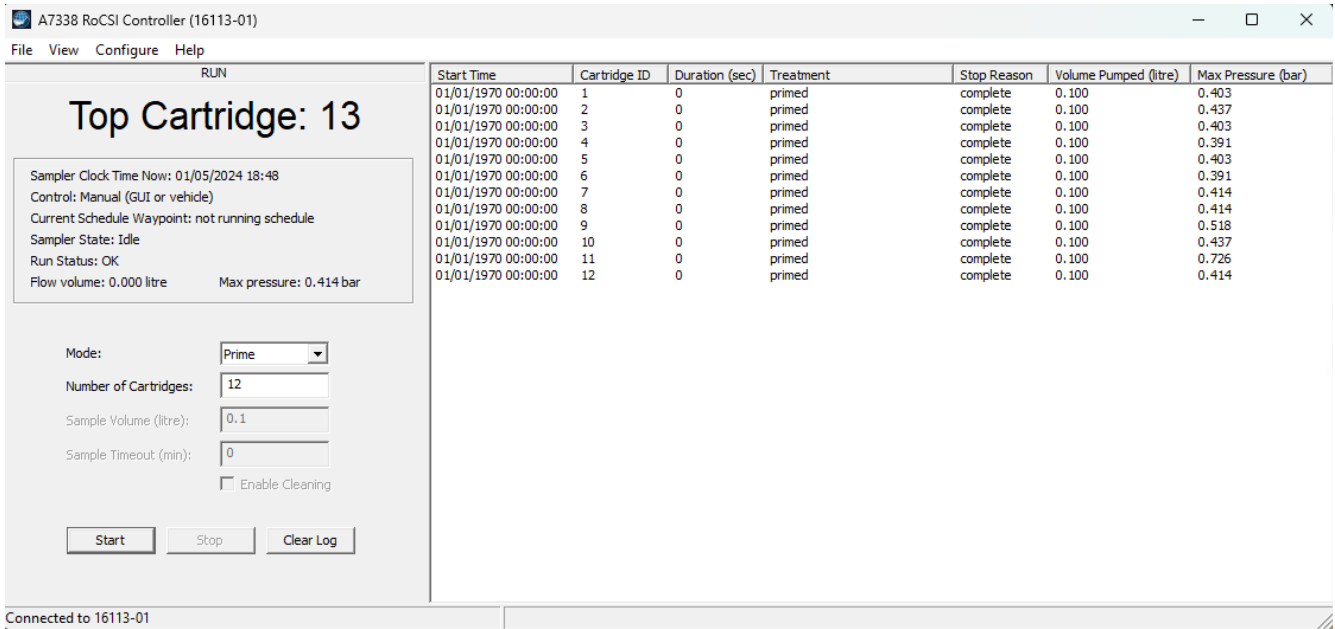 A7338 RoCSI Controller (16113-01)
File View Configure Help
RUN
Top Cartridge: 13
Sampler Clock Time Now: 01/05/2024 18:48
Control: Manual (GUI or vehicle)
Current Schedule Waypoint: not running schedule
Sampler State: Idle
Run Status: OK
Flow volume: 0.000 litre Max pressure: 0.414 bar
Mode: Prime
Number of Cartridges: 12
Sample Volume (litre): 0.1
Sample Timeout (min): 0
Enable Cleaning
Start Stop Clear Log
Start Time Cartridge ID Duration (sec) Treatment Stop Reason Volume Pumped (litre) Max Pressure (bar)
01/01/1970 00:00:00 1 0 primed complete 0.100 0.403
01/01/1970 00:00:00 2 0 primed complete 0.100 0.437
01/01/1970 00:00:00 3 0 primed complete 0.100 0.403
01/01/1970 00:00:00 4 0 primed complete 0.100 0.391
01/01/1970 00:00:00 5 0 primed complete 0.100 0.403
01/01/1970 00:00:00 6 0 primed complete 0.100 0.391
01/01/1970 00:00:00 7 0 primed complete 0.100 0.414
01/01/1970 00:00:00 8 0 primed complete 0.100 0.414
01/01/1970 00:00:00 9 0 primed complete 0.100 0.518
01/01/1970 00:00:00 10 0 primed complete 0.100 0.437
01/01/1970 00:00:00 11 0 primed complete 0.100 0.726
01/01/1970 00:00:00 12 0 primed complete 0.100 0.414
Connected to 16113-01